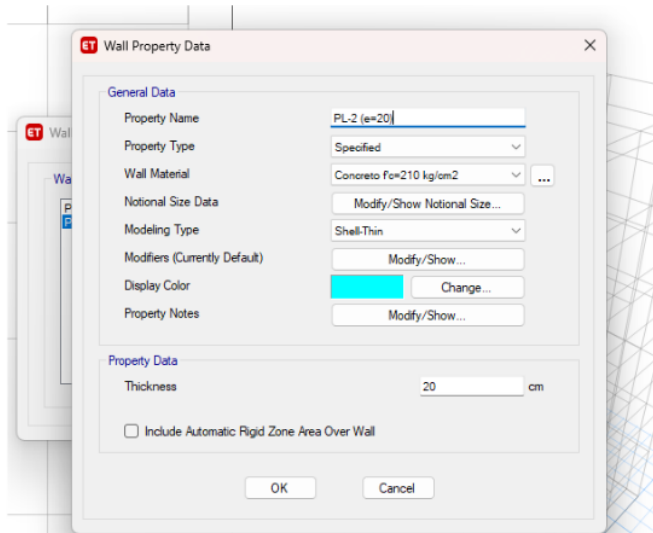 ET Wall Property Data
General Data
Property Name PL-2 (e=20)
Property Type Specified
Wall Material Concreto f'c=210 kg/cm2 ...
Notional Size Data Modify/Show Notional Size...
Modeling Type Shell-Thin
Modifiers (Currently Default) Modify/Show...
Display Color Change...
Property Notes Modify/Show...
Property Data
Thickness 20 cm
Include Automatic Rigid Zone Area Over Wall
OK Cancel
ET Wal
Wa
P
P